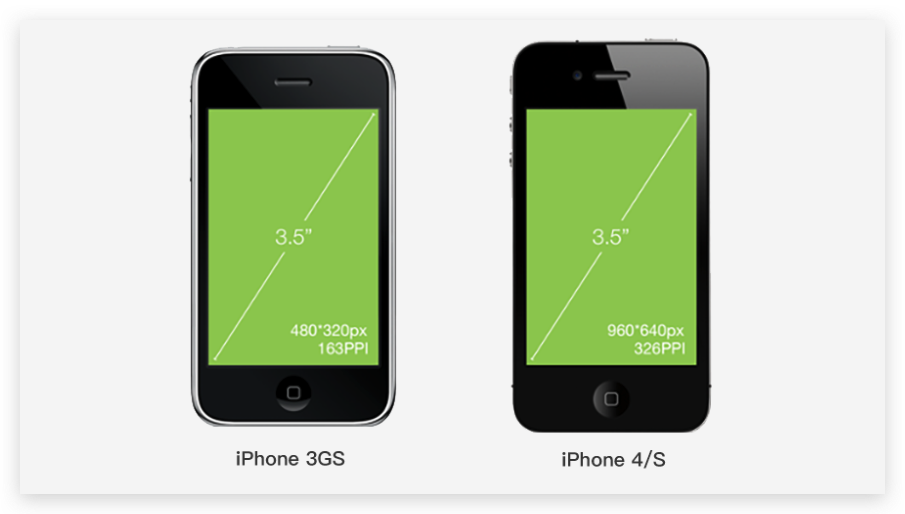 3.5”
480*320px
163PPI
iPhone 3GS
3.5”
960*640px
326PPI
iPhone 4/S